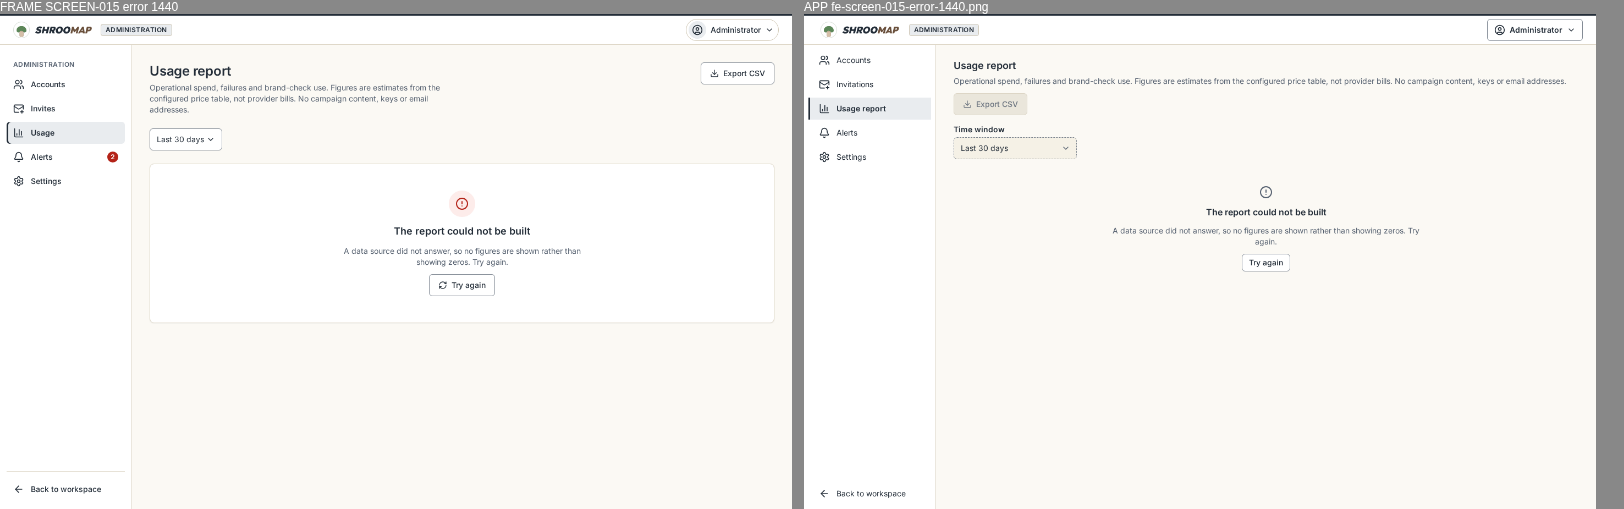 FRAME SCREEN-015 error 1440
SHROOMAP
ADMINISTRATION
Administrator
ADMINISTRATION
Accounts
Invites
Usage
Alerts
2
Settings
Back to workspace
Usage report
Operational spend, failures and brand-check use. Figures are estimates from the
configured price table, not provider bills. No campaign content, keys or email
addresses.
Export CSV
Last 30 days
The report could not be built
A data source did not answer, so no figures are shown rather than
showing zeros. Try again.
Try again
APP fe-screen-015-error-1440.png
SHROOMAP
ADMINISTRATION
Administrator
Accounts
Invitations
Usage report
Alerts
Settings
Back to workspace
Usage report
Operational spend, failures and brand-check use. Figures are estimates from the configured price table, not provider bills. No campaign content, keys or email addresses.
Export CSV
Time window
Last 30 days
The report could not be built
A data source did not answer, so no figures are shown rather than showing zeros. Try
again.
Try again